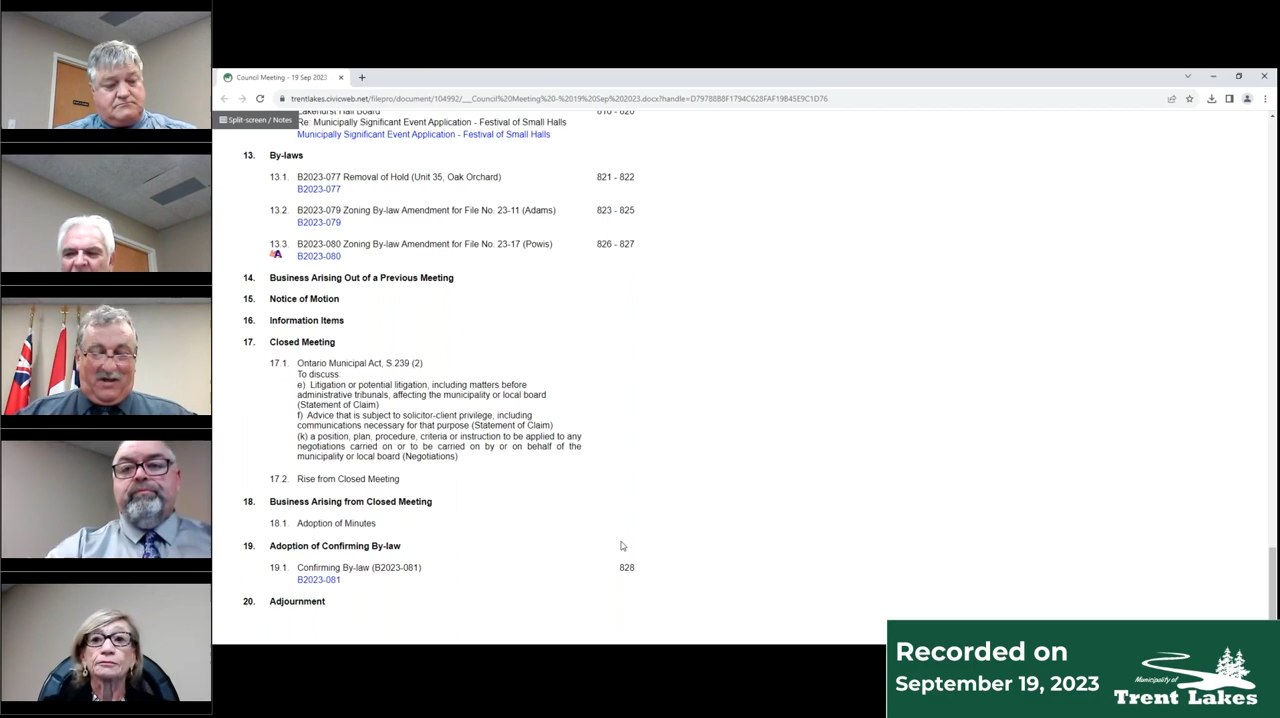 Council Meeting - 19 Sep 2023
trentlakes.civicweb.net/filepro/document/104992/___Council%20Meeting%20-%2019%20Sep%202023.docx?handle=D79788BBF1794C628FAF19B45E9C1D76
Split-screen / Notes
Lakehurst Hall Board 816 - 820
Re: Municipally Significant Event Application - Festival of Small Halls
Municipally Significant Event Application - Festival of Small Halls
13. By-laws
13.1. B2023-077 Removal of Hold (Unit 35, Oak Orchard) 821 - 822
B2023-077
13.2. B2023-079 Zoning By-law Amendment for File No. 23-11 (Adams) 823 - 825
B2023-079
13.3. B2023-080 Zoning By-law Amendment for File No. 23-17 (Powis) 826 - 827
B2023-080
14. Business Arising Out of a Previous Meeting
15. Notice of Motion
16. Information Items
17. Closed Meeting
17.1. Ontario Municipal Act, S.239 (2)
To discuss:
e) Litigation or potential litigation, including matters before
administrative tribunals, affecting the municipality or local board
(Statement of Claim)
f) Advice that is subject to solicitor-client privilege, including
communications necessary for that purpose (Statement of Claim)
(k) a position, plan, procedure, criteria or instruction to be applied to any
negotiations carried on or to be carried on by or on behalf of the
municipality or local board (Negotiations)
17.2. Rise from Closed Meeting
18. Business Arising from Closed Meeting
18.1. Adoption of Minutes
19. Adoption of Confirming By-law
19.1. Confirming By-law (B2023-081) 828
B2023-081
20. Adjournment
Recorded on
September 19, 2023
Municipality of
Trent Lakes